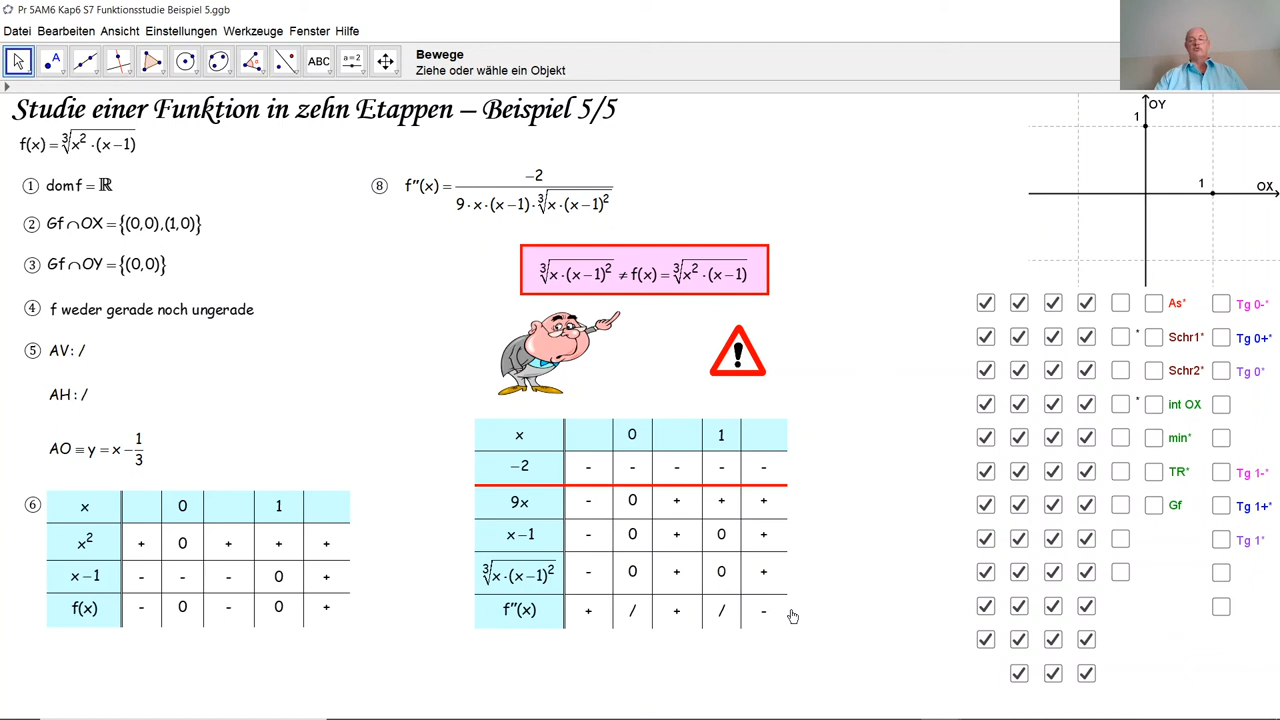 Pr 5AM6 Kap6 S7 Funktionsstudie Beispiel 5.ggb
Datei Bearbeiten Ansicht Einstellungen Werkzeuge Fenster Hilfe
A ABC a=2
Bewege
Ziehe oder wähle ein Objekt
Studie einer Funktion in zehn Etappen – Beispiel 5/5
f(x) = ∛(x²·(x−1))
① dom f = ℝ
② Gf ∩ OX = {(0,0),(1,0)}
③ Gf ∩ OY = {(0,0)}
④ f weder gerade noch ungerade
⑤ AV : /
AH : /
AO ≡ y = x − 1/3
⑥ x 0 1
x² + 0 + + +
x−1 - - - 0 +
f(x) - 0 - 0 +
⑧ f″(x) = −2 / (9·x·(x−1)·∛(x·(x−1)²))
∛(x·(x−1)²) ≠ f(x) = ∛(x²·(x−1))
!
x 0 1
−2 - - - - -
9x - 0 + + +
x−1 - 0 + 0 +
∛(x·(x−1)²) - 0 + 0 +
f″(x) + / + / -
OY
1
1
OX
As* Tg 0-*
* Schr1* Tg 0+*
Schr2* Tg 0*
* int OX
min*
TR* Tg 1-*
Gf Tg 1+*
Tg 1*